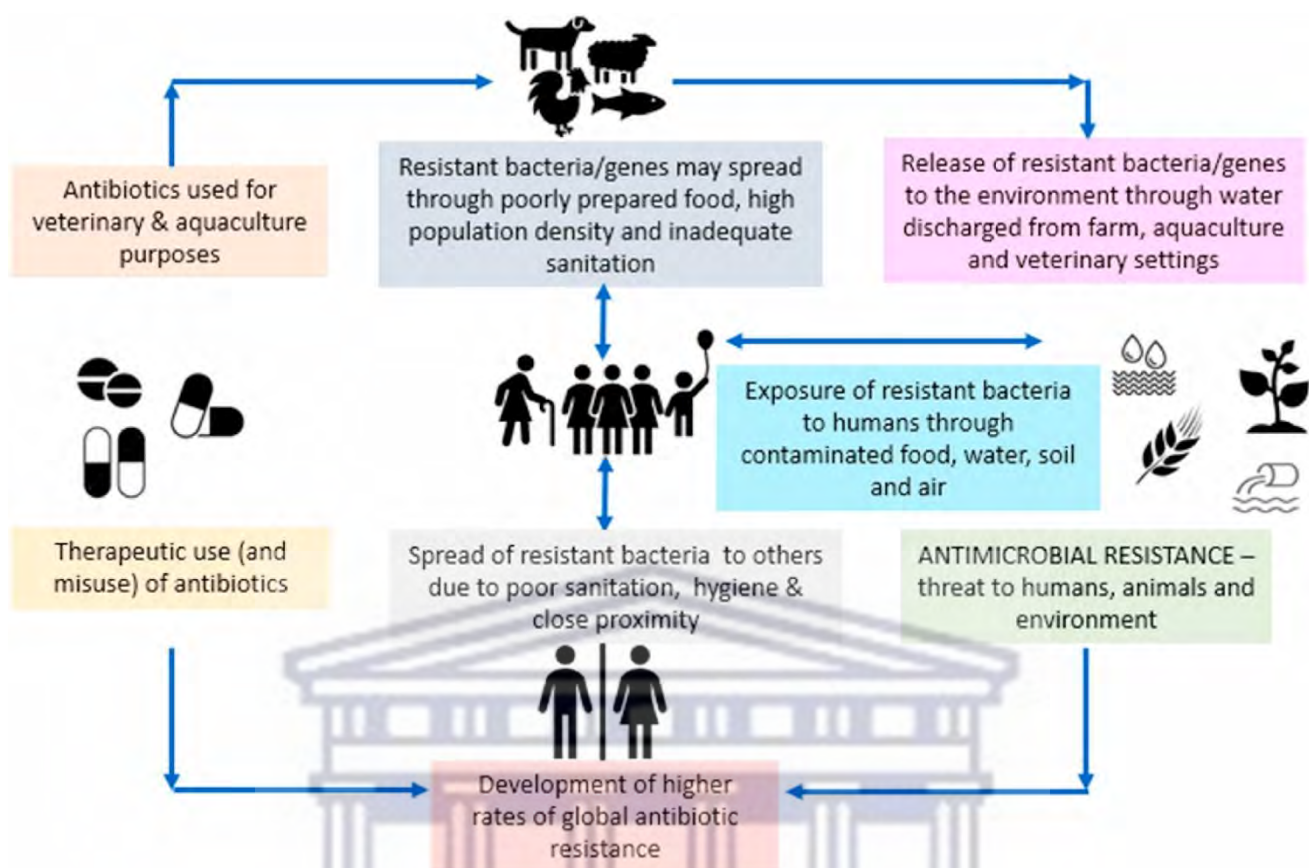 Antibiotics used for
veterinary & aquaculture
purposes
Resistant bacteria/genes may spread
through poorly prepared food, high
population density and inadequate
sanitation
Release of resistant bacteria/genes
to the environment through water
discharged from farm, aquaculture
and veterinary settings
Exposure of resistant bacteria
to humans through
contaminated food, water, soil
and air
Therapeutic use (and
misuse) of antibiotics
Spread of resistant bacteria to others
due to poor sanitation, hygiene &
close proximity
ANTIMICROBIAL RESISTANCE –
threat to humans, animals and
environment
Development of higher
rates of global antibiotic
resistance